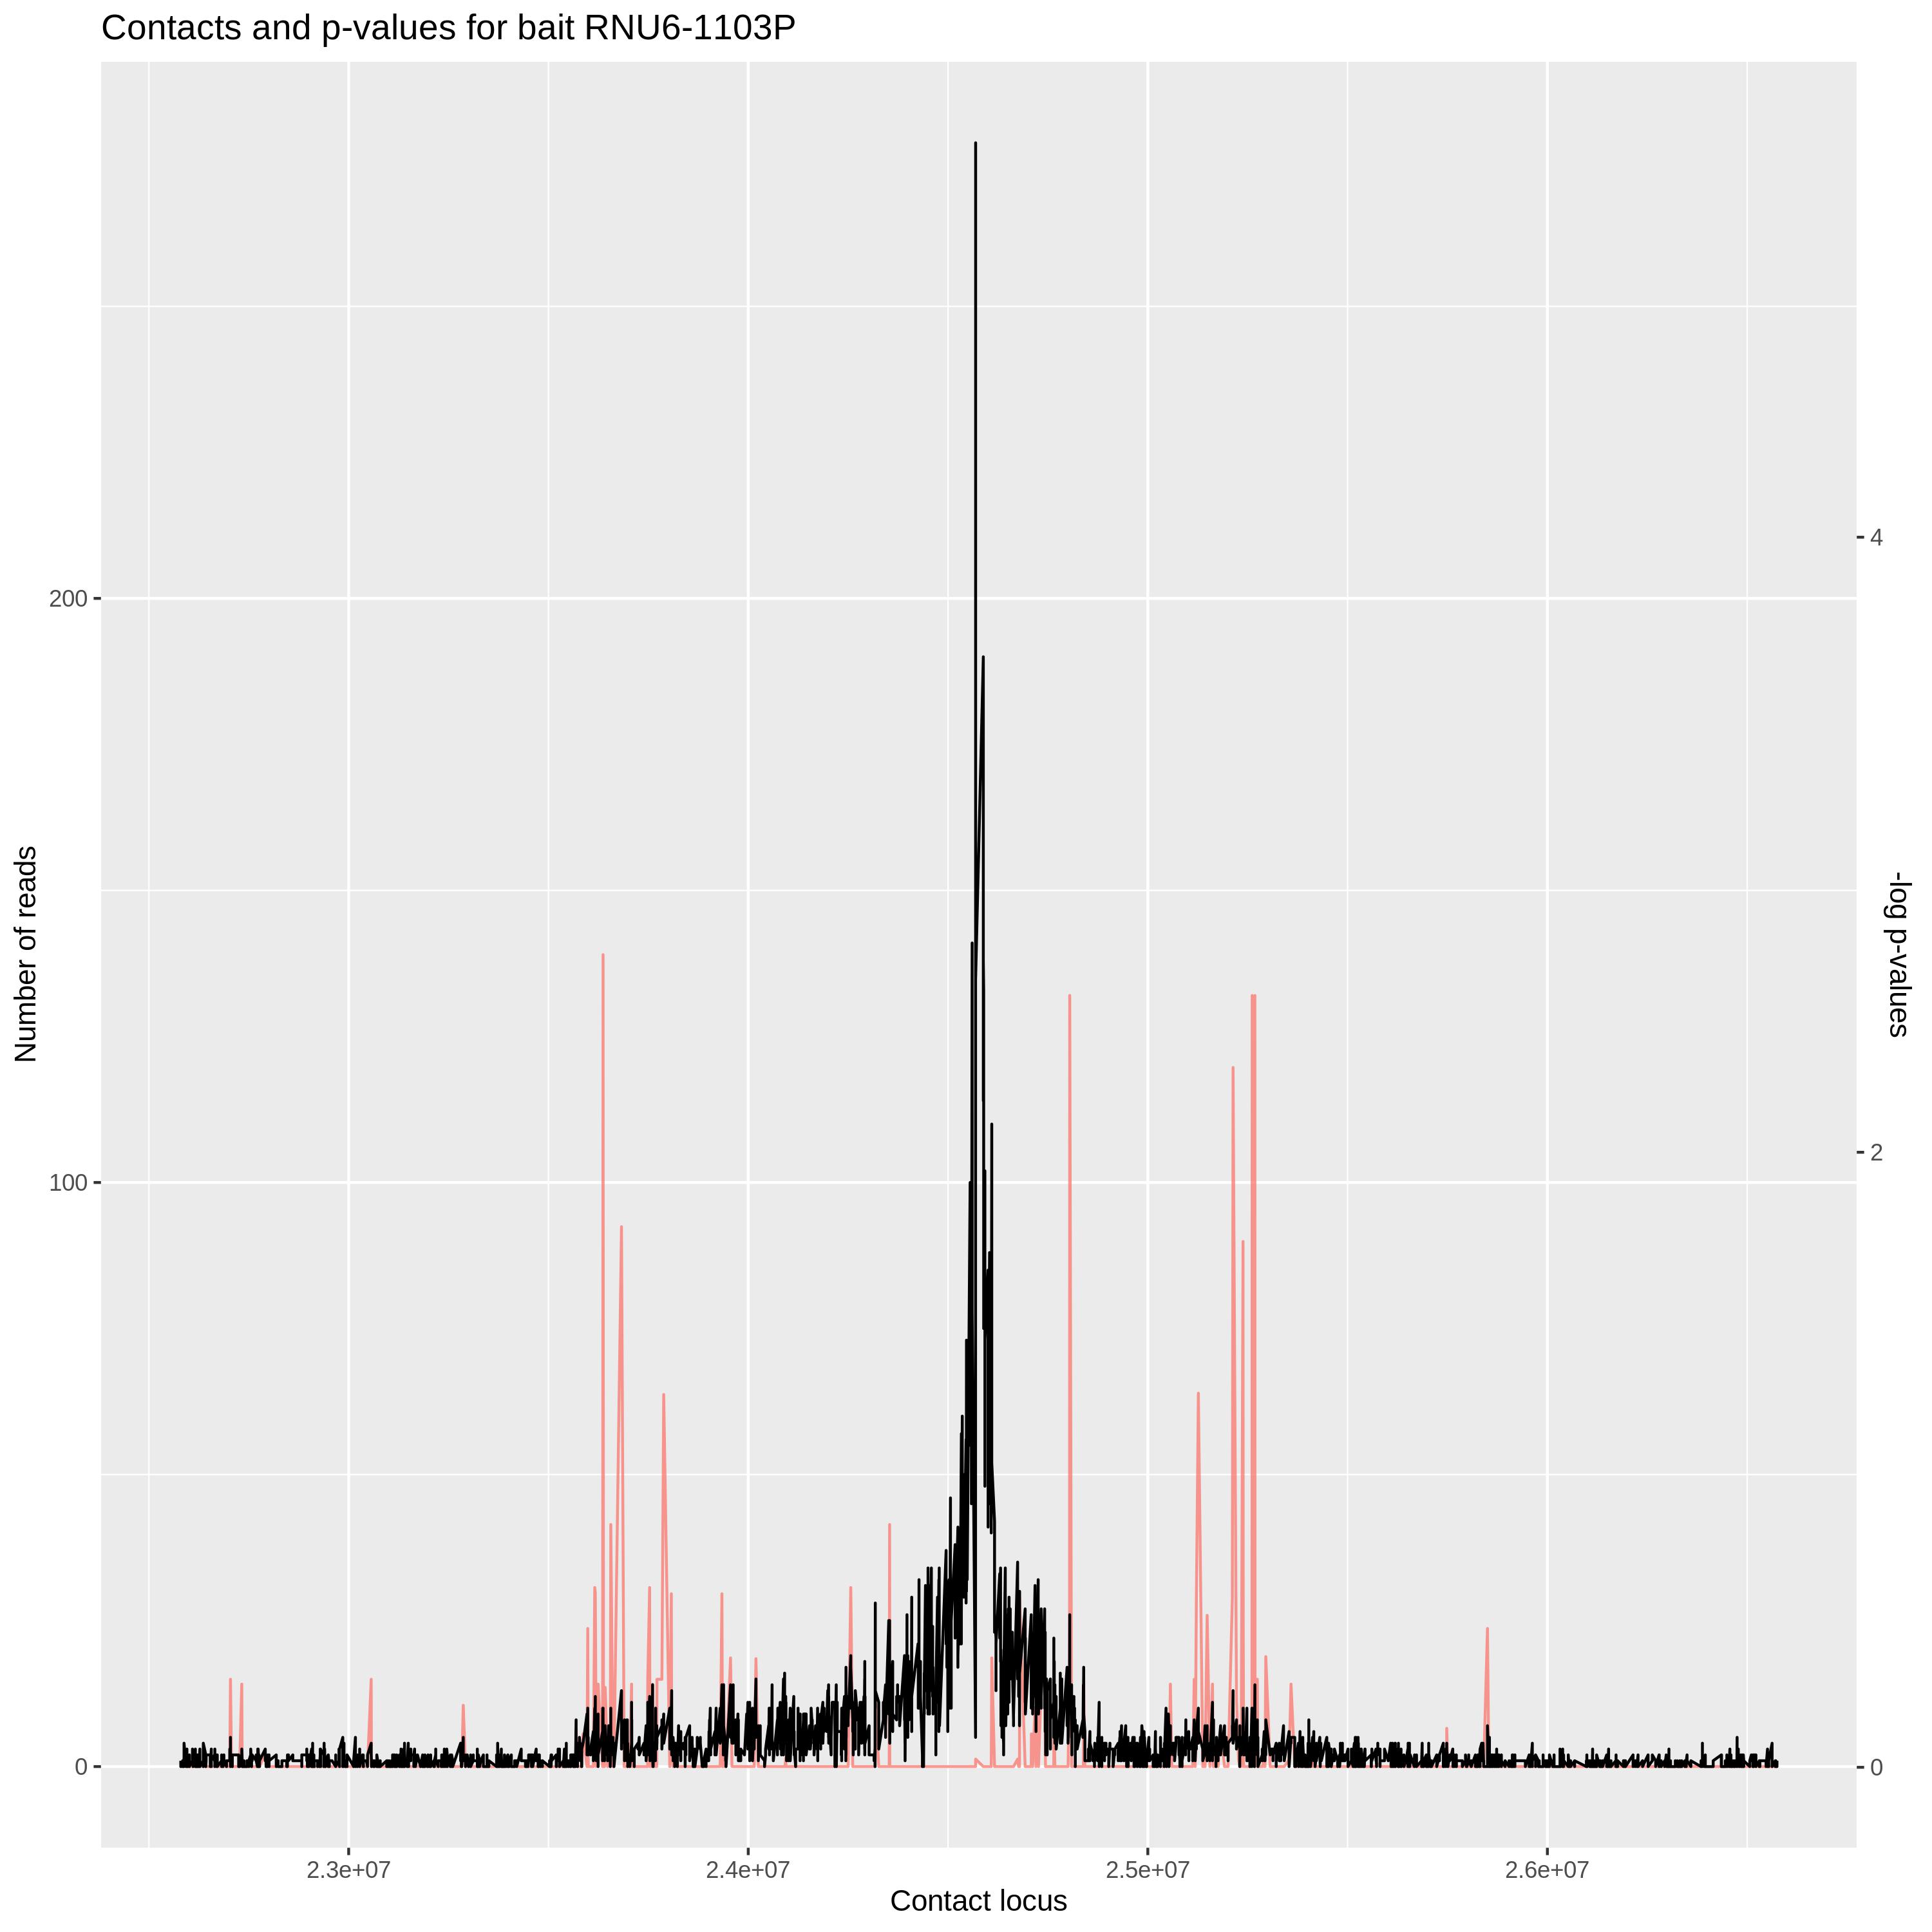 Contacts and p-values for bait RNU6-1103P
Number of reads
200
100
0
4
2
0
-log p-values
2.3e+07
2.4e+07
2.5e+07
2.6e+07
Contact locus